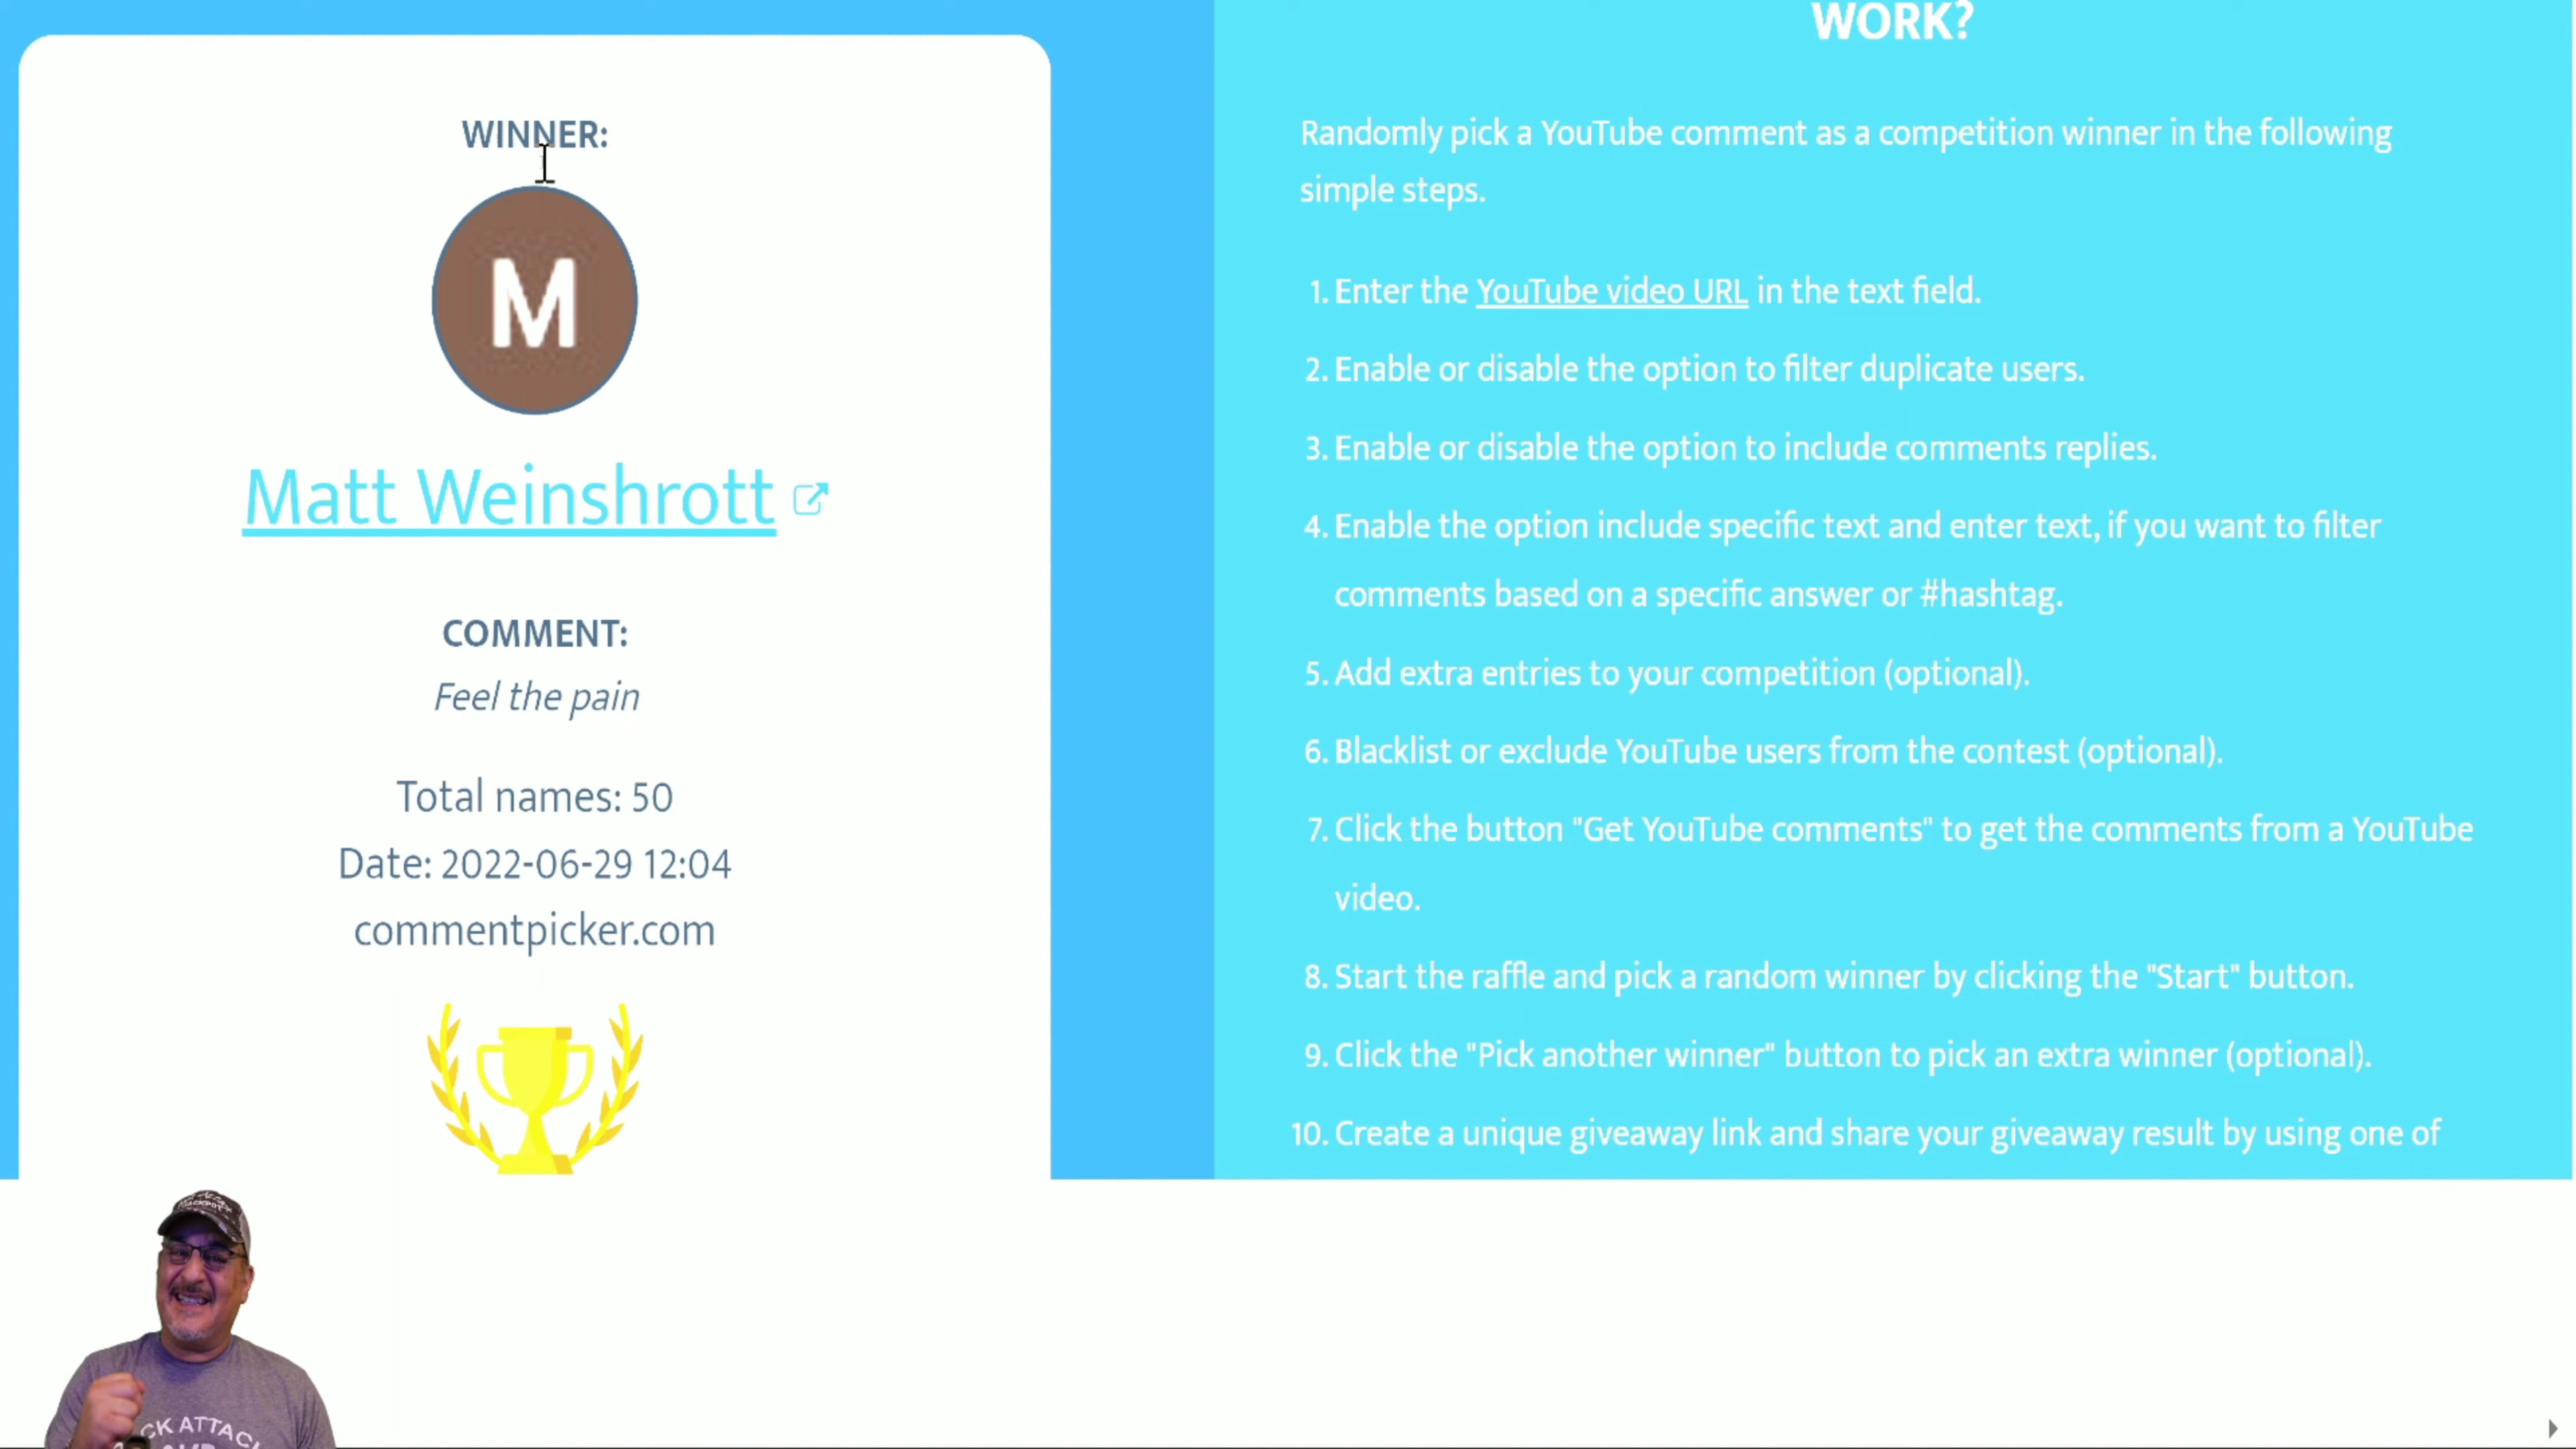 WINNER:
M
Matt Weinshrott
COMMENT:
Feel the pain
Total names: 50
Date: 2022-06-29 12:04
commentpicker.com
WORK?
Randomly pick a YouTube comment as a competition winner in the following
simple steps.
1. Enter the YouTube video URL in the text field.
2. Enable or disable the option to filter duplicate users.
3. Enable or disable the option to include comments replies.
4. Enable the option include specific text and enter text, if you want to filter
comments based on a specific answer or #hashtag.
5. Add extra entries to your competition (optional).
6. Blacklist or exclude YouTube users from the contest (optional).
7. Click the button "Get YouTube comments" to get the comments from a YouTube
video.
8. Start the raffle and pick a random winner by clicking the "Start" button.
9. Click the "Pick another winner" button to pick an extra winner (optional).
10. Create a unique giveaway link and share your giveaway result by using one of